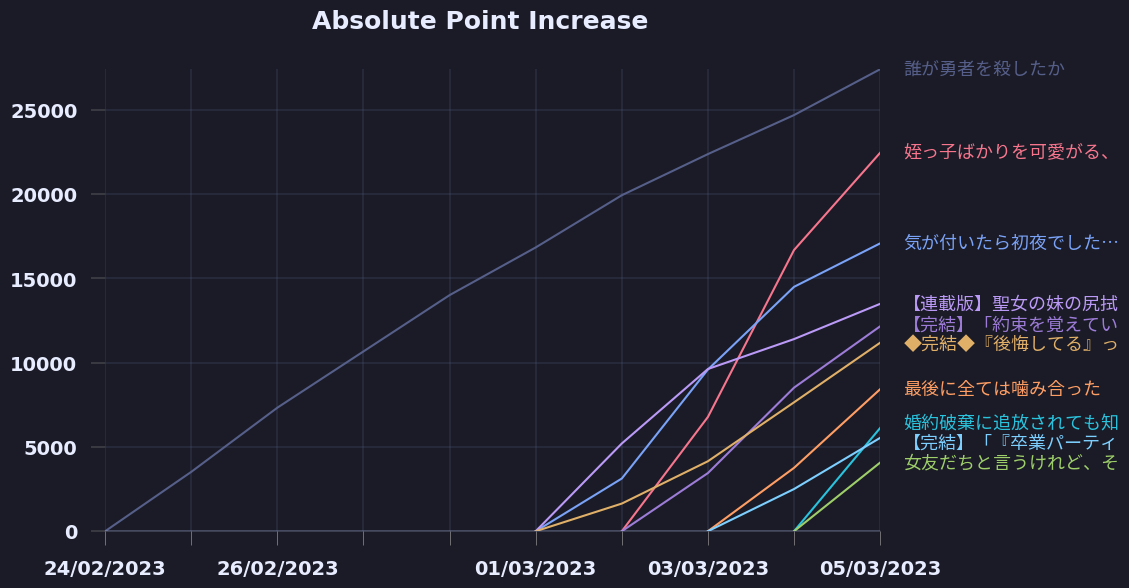 Absolute Point Increase
誰が勇者を殺したか
25000
姪っ子ばかりを可愛がる、
20000
気が付いたら初夜でした…
15000
【連載版】聖女の妹の尻拭
【完結】「約束を覚えてい
◆完結◆『後悔してる』っ
10000
最後に全ては噛み合った
婚約破棄に追放されても知
5000
【完結】「『卒業パーティ
女友だちと言うけれど、そ
0
24/02/2023 26/02/2023 01/03/2023 03/03/2023 05/03/2023